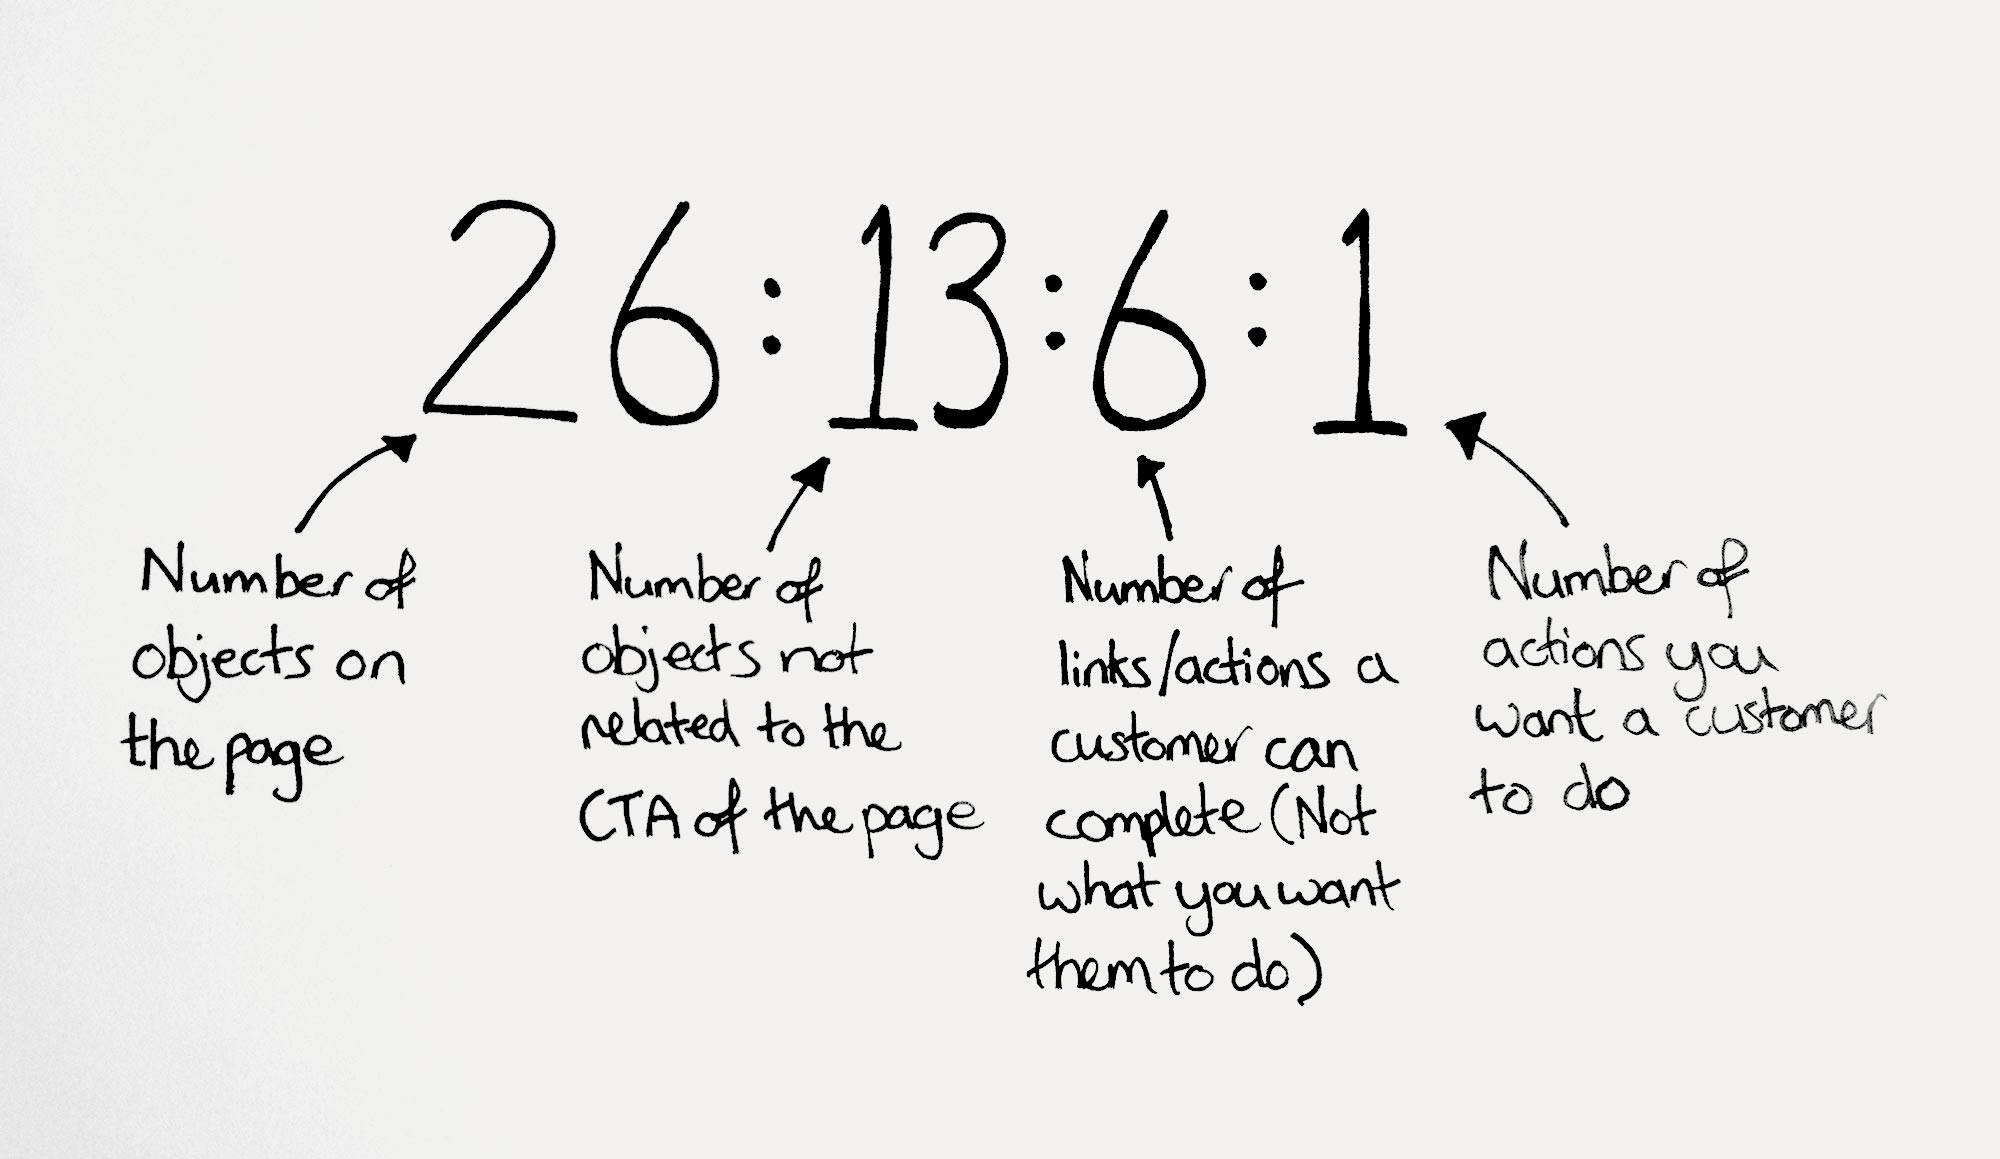 26:13:6:1
Number of
objects on
the page
Number of
objects not
related to the
CTA of the page
Number of
links/actions a
customer can
complete (Not
what you want
them to do)
Number of
actions you
want a customer
to do